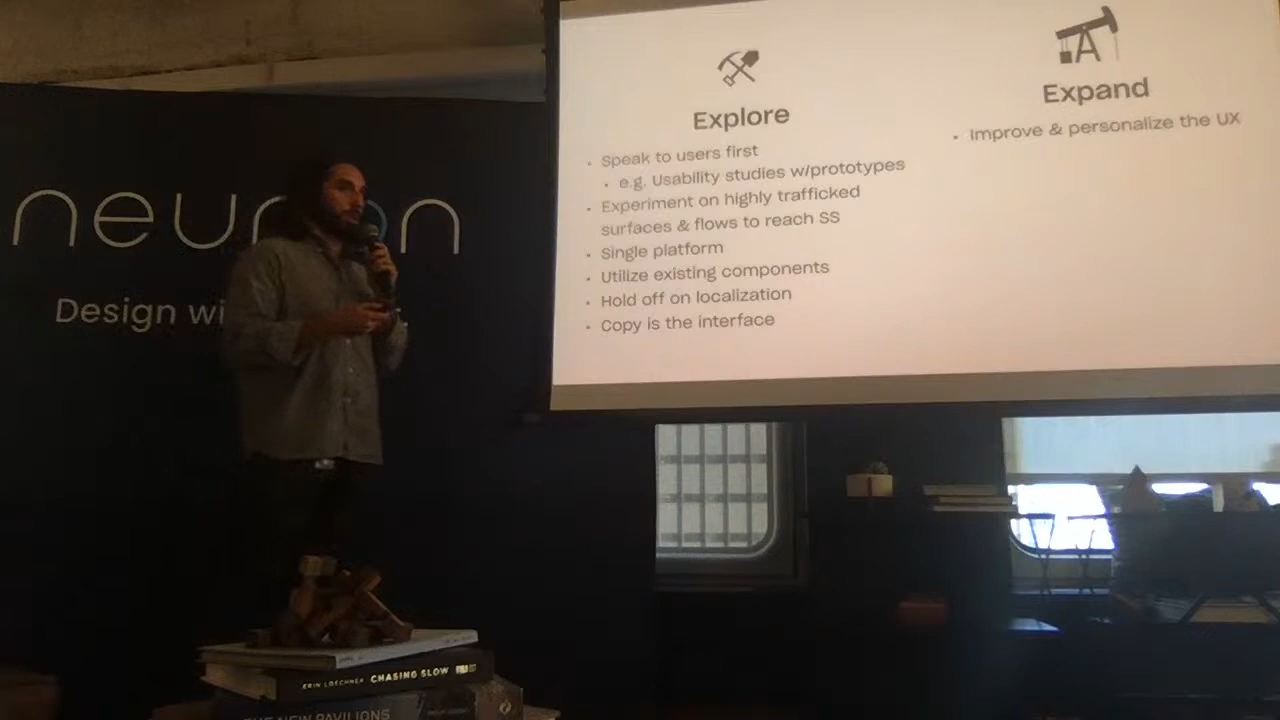 neuron
Design wi
Explore
• Speak to users first
• e.g. Usability studies w/prototypes
• Experiment on highly trafficked
surfaces & flows to reach SS
• Single platform
• Utilize existing components
• Hold off on localization
• Copy is the interface
Expand
• Improve & personalize the UX
ERIN LOECHNER CHASING SLOW
THE NEW PAVILIONS